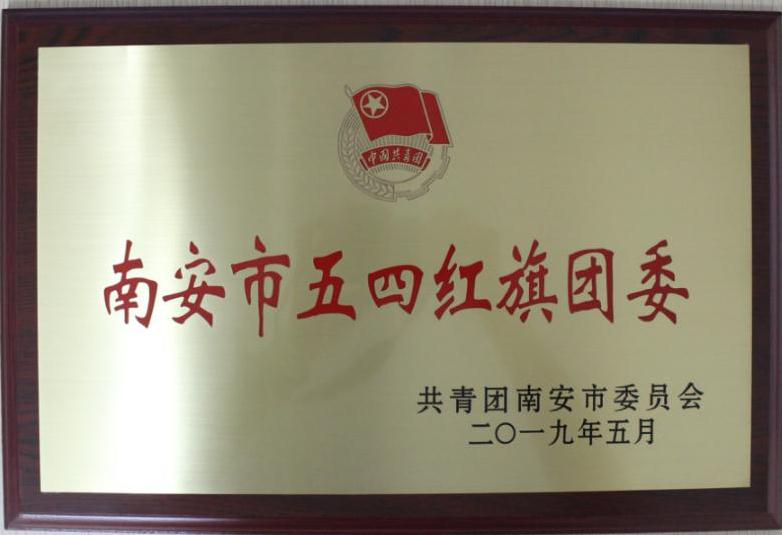 中国共青团
南安市五四红旗团委
共青团南安市委员会
二〇一九年五月